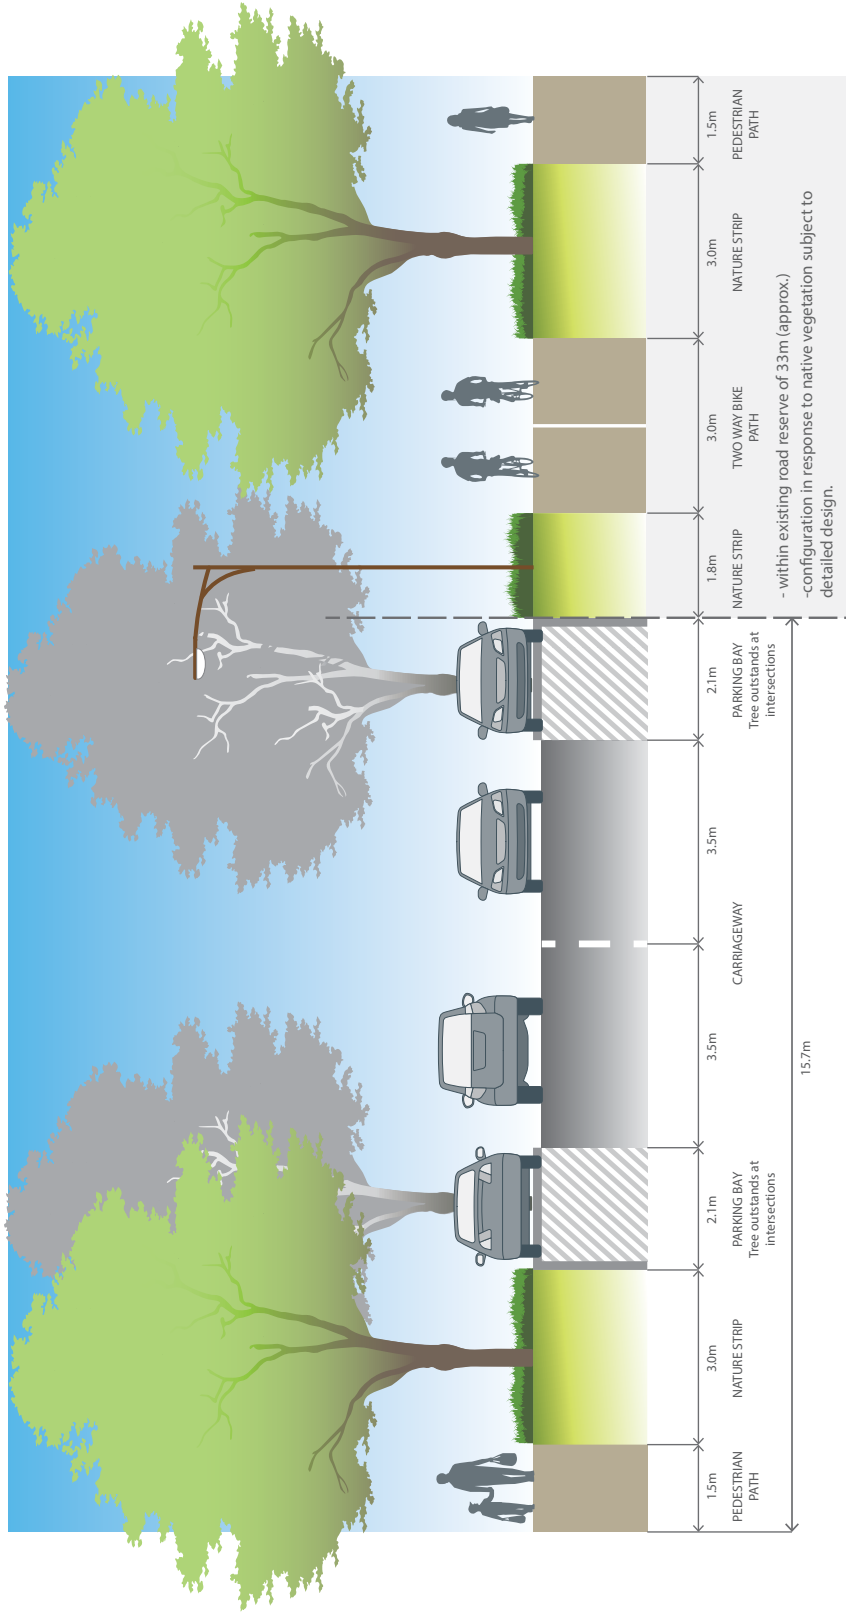 1.5m
3.0m
2.1m
3.5m
3.5m
2.1m
1.8m
3.0m
3.0m
1.5m
PEDESTRIAN
PATH
NATURE STRIP
PARKING BAY
Tree outstands at
intersections
CARRIAGEWAY
PARKING BAY
Tree outstands at
intersections
NATURE STRIP
TWO WAY BIKE
PATH
NATURE STRIP
PEDESTRIAN
PATH
15.7m
- within existing road reserve of 33m (approx.)
-configuration in response to native vegetation subject to
detailed design.